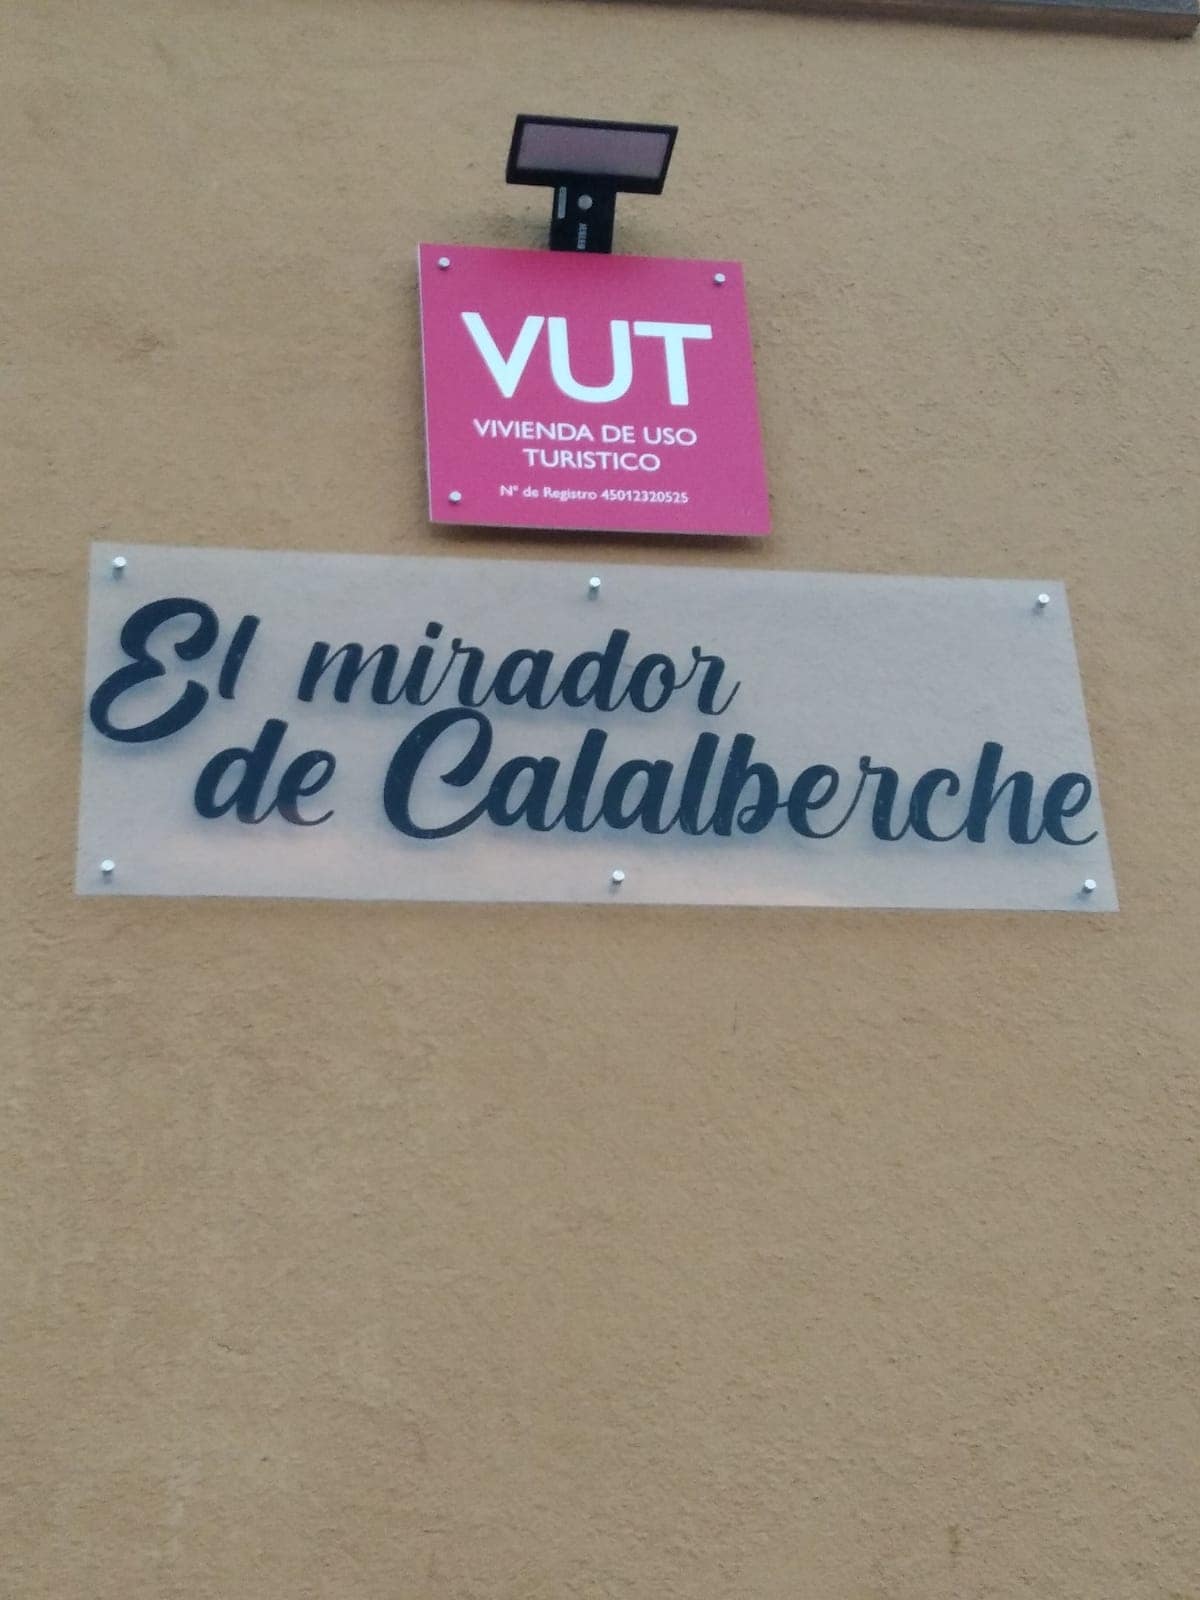 VUT
VIVIENDA DE USO
TURISTICO
Nº de Registro 45012320525
El mirador
de Calalberche